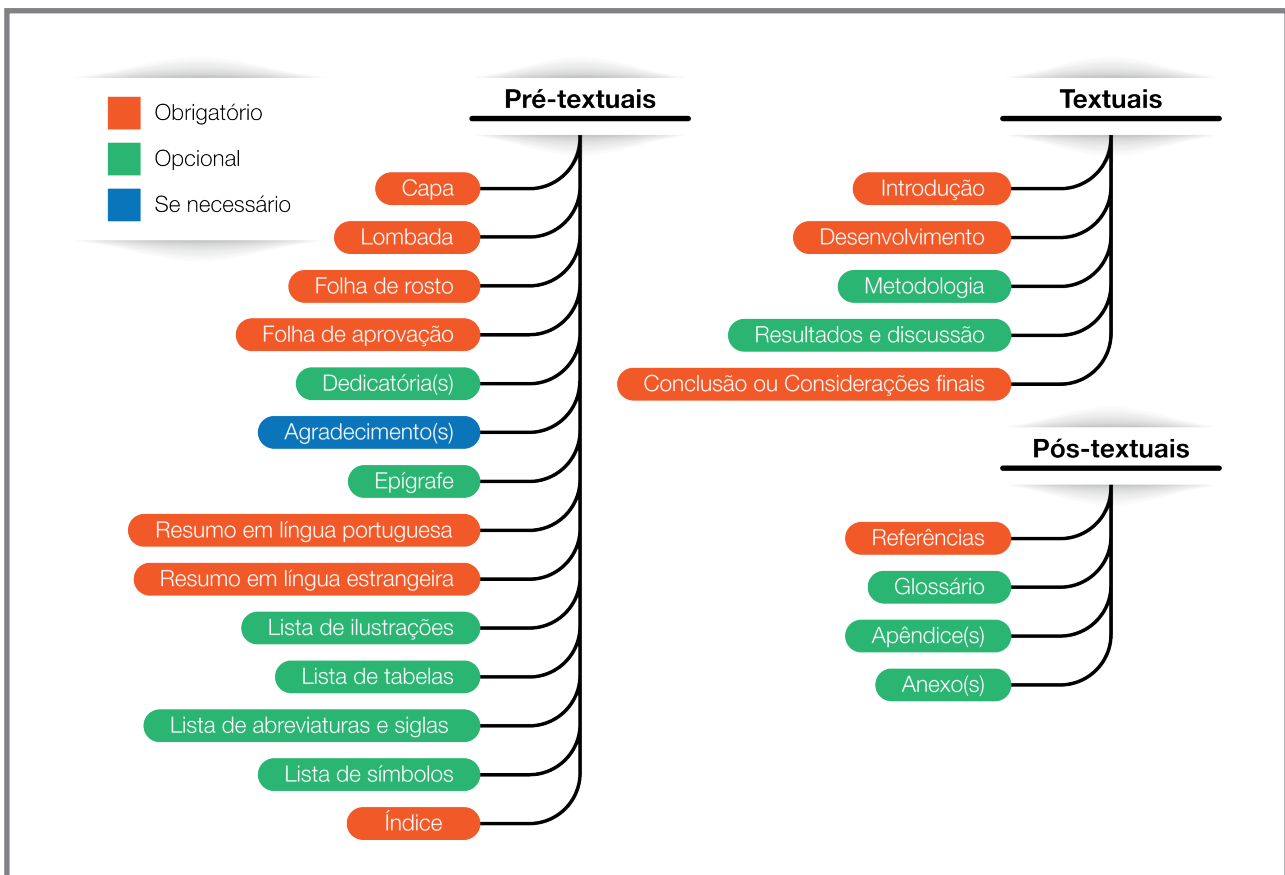 Obrigatório
Opcional
Se necessário
Pré-textuais
Capa
Lombada
Folha de rosto
Folha de aprovação
Dedicatória(s)
Agradecimento(s)
Epígrafe
Resumo em língua portuguesa
Resumo em língua estrangeira
Lista de ilustrações
Lista de tabelas
Lista de abreviaturas e siglas
Lista de símbolos
Índice
Textuais
Introdução
Desenvolvimento
Metodologia
Resultados e discussão
Conclusão ou Considerações finais
Pós-textuais
Referências
Glossário
Apêndice(s)
Anexo(s)